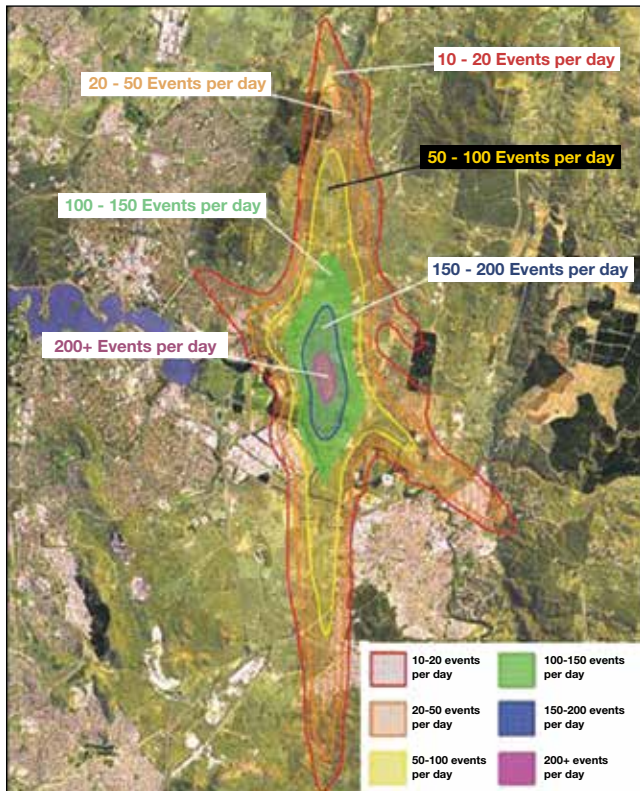 10 - 20 Events per day
20 - 50 Events per day
50 - 100 Events per day
100 - 150 Events per day
150 - 200 Events per day
200+ Events per day
10-20 events
per day
100-150 events
per day
20-50 events
per day
150-200 events
per day
50-100 events
per day
200+ events
per day